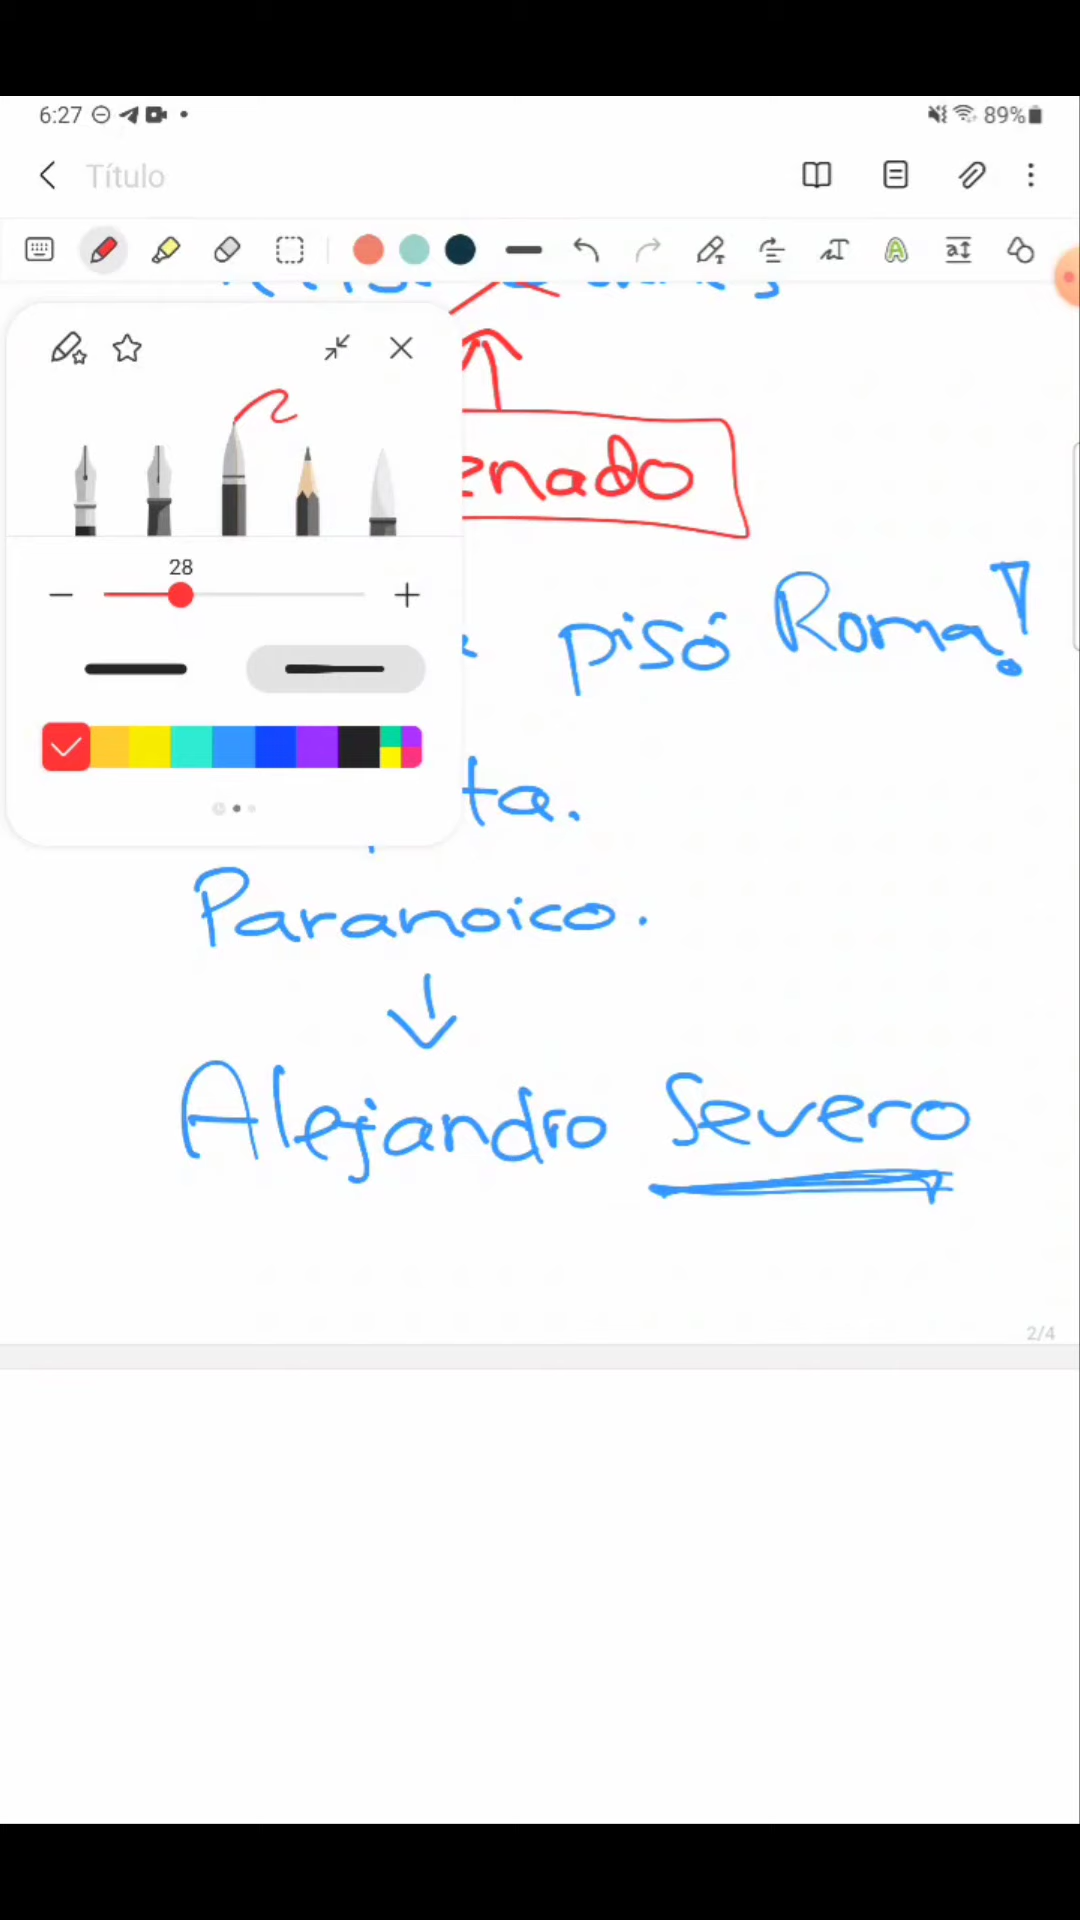 6:27 89%
Título
28
enado
pisó Roma!
ta.
Paranoico.
Alejandro Severo
2/4